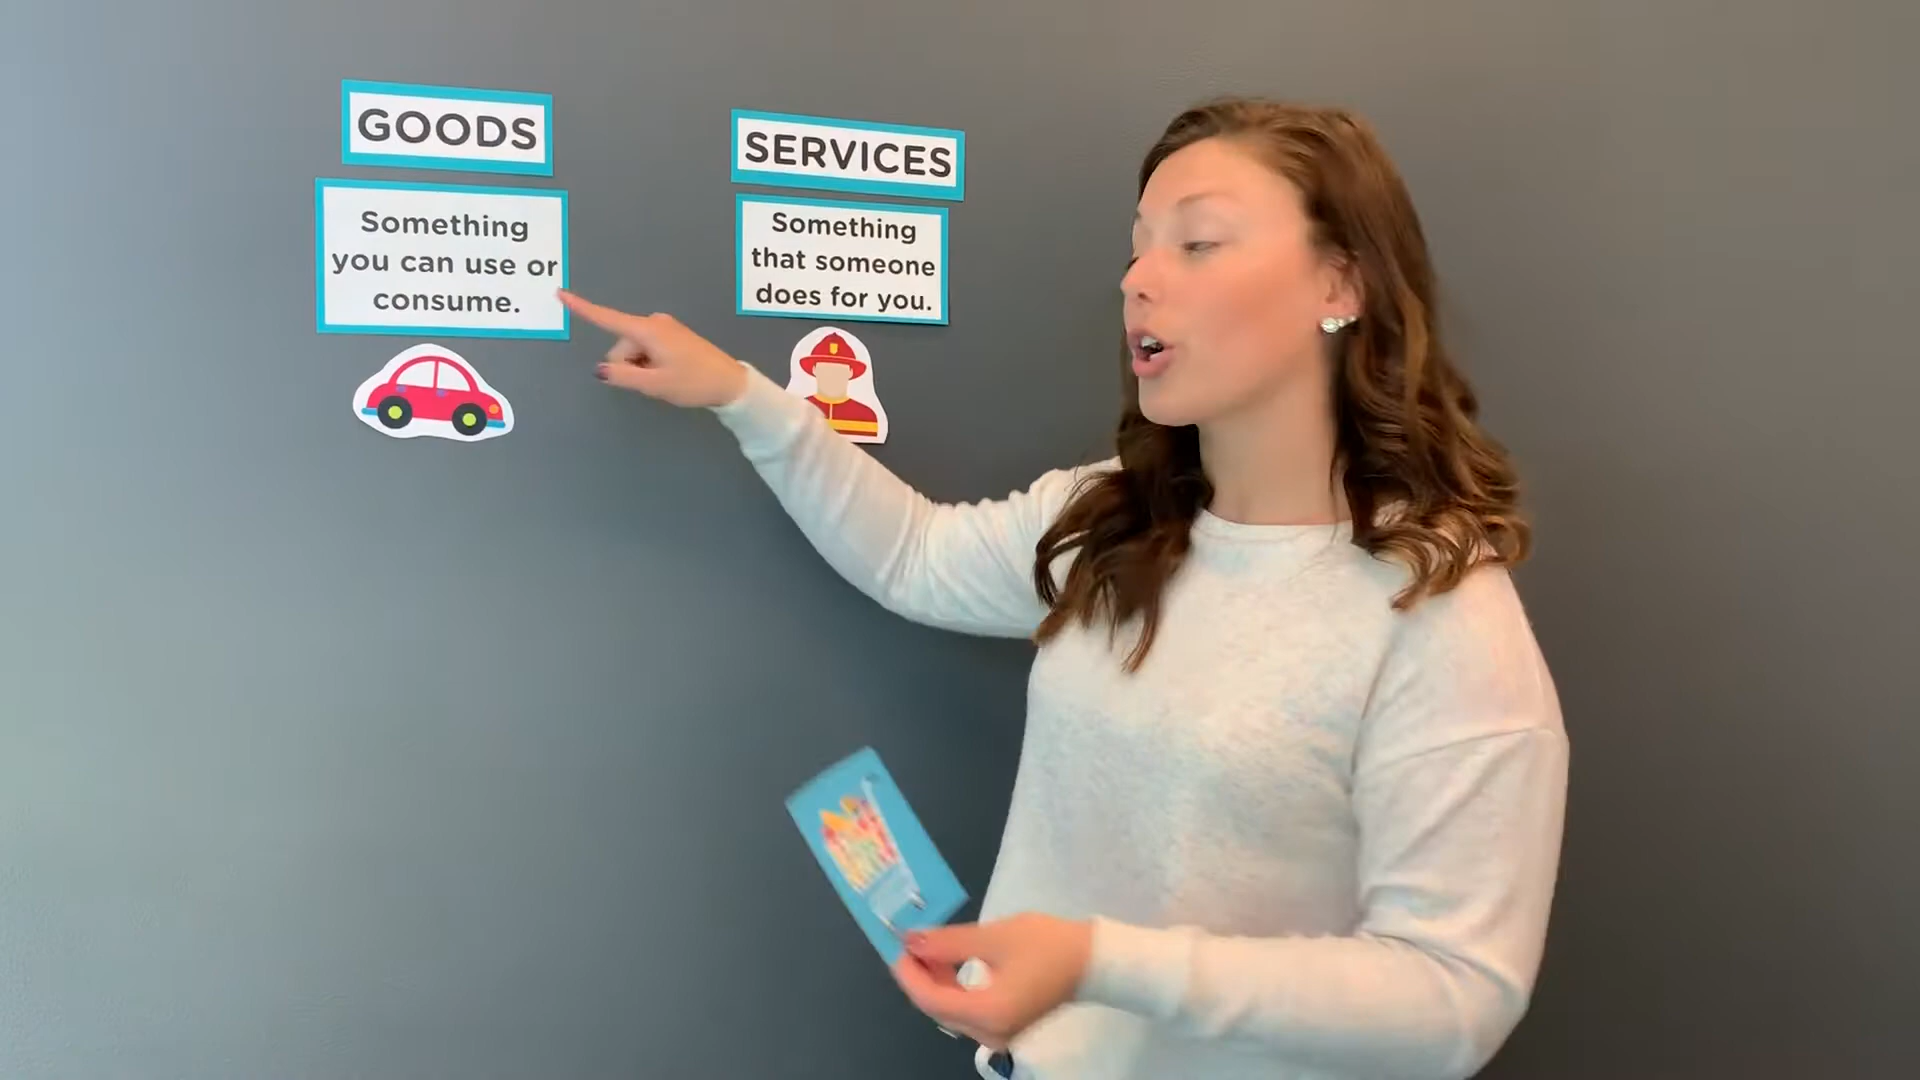 GOODS
Something
you can use or
consume.
SERVICES
Something
that someone
does for you.